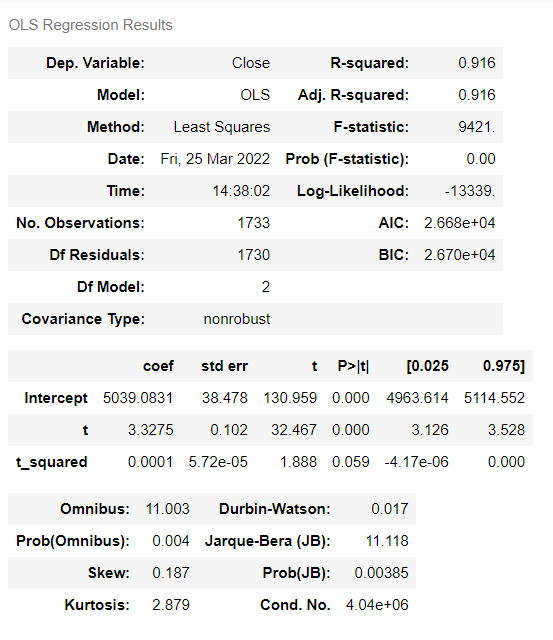 OLS Regression Results
Dep. Variable: Close R-squared: 0.916
Model: OLS Adj. R-squared: 0.916
Method: Least Squares F-statistic: 9421.
Date: Fri, 25 Mar 2022 Prob (F-statistic): 0.00
Time: 14:38:02 Log-Likelihood: -13339.
No. Observations: 1733 AIC: 2.668e+04
Df Residuals: 1730 BIC: 2.670e+04
Df Model: 2
Covariance Type: nonrobust
coef std err t P>|t| [0.025 0.975]
Intercept 5039.0831 38.478 130.959 0.000 4963.614 5114.552
t 3.3275 0.102 32.467 0.000 3.126 3.528
t_squared 0.0001 5.72e-05 1.888 0.059 -4.17e-06 0.000
Omnibus: 11.003 Durbin-Watson: 0.017
Prob(Omnibus): 0.004 Jarque-Bera (JB): 11.118
Skew: 0.187 Prob(JB): 0.00385
Kurtosis: 2.879 Cond. No. 4.04e+06